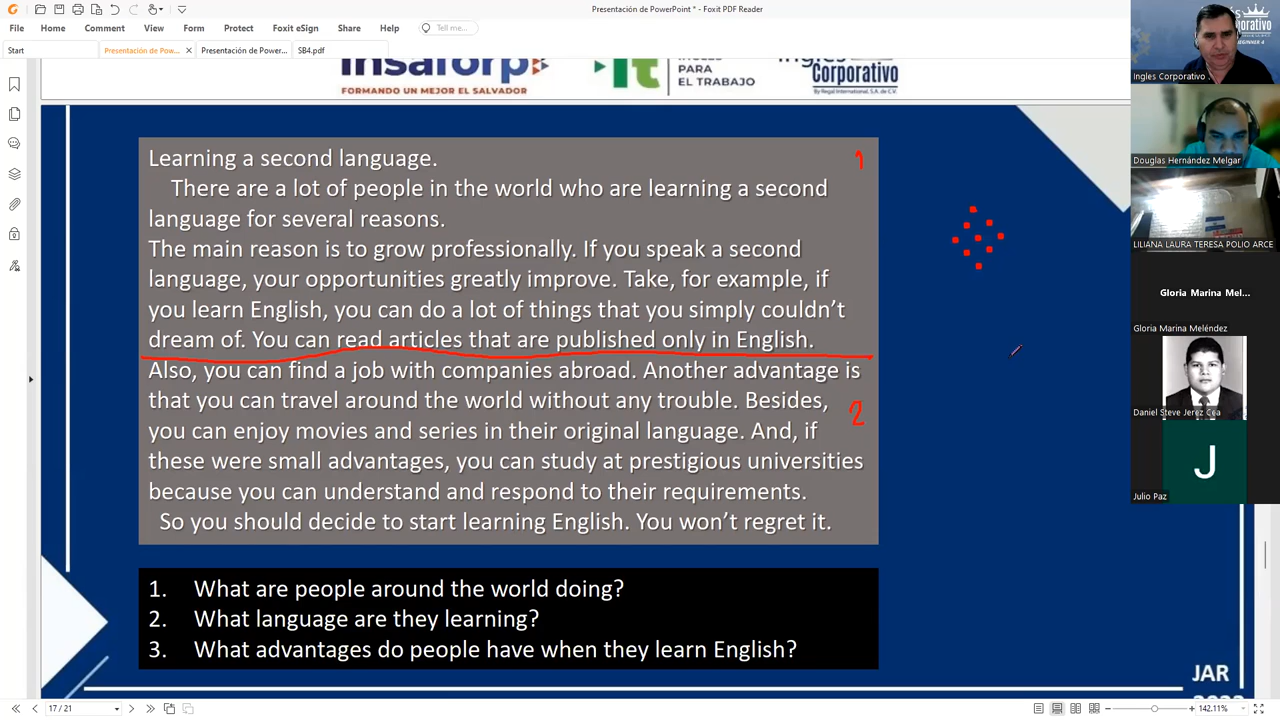 Presentación de PowerPoint * - Foxit PDF Reader
File Home Comment View Form Protect Foxit eSign Share Help Tell me...
Start Presentación de Pow... × Presentación de Power... SB4.pdf
insaforp
FORMANDO UN MEJOR EL SALVADOR
it
PARA
EL TRABAJO
Corporativo
By Regal International, S.A. de C.V.
Learning a second language.
1
There are a lot of people in the world who are learning a second
language for several reasons.
The main reason is to grow professionally. If you speak a second
language, your opportunities greatly improve. Take, for example, if
you learn English, you can do a lot of things that you simply couldn’t
dream of. You can read articles that are published only in English.
Also, you can find a job with companies abroad. Another advantage is
that you can travel around the world without any trouble. Besides,
2
you can enjoy movies and series in their original language. And, if
these were small advantages, you can study at prestigious universities
because you can understand and respond to their requirements.
So you should decide to start learning English. You won’t regret it.
1. What are people around the world doing?
2. What language are they learning?
3. What advantages do people have when they learn English?
JAR
17 / 21
142.11%
Ingles Corporativo .
Douglas Hernández Melgar
LILIANA LAURA TERESA POLIO ARCE
Gloria Marina Mel...
Gloria Marina Meléndez
Daniel Steve Jerez Cea
J
Julio Paz